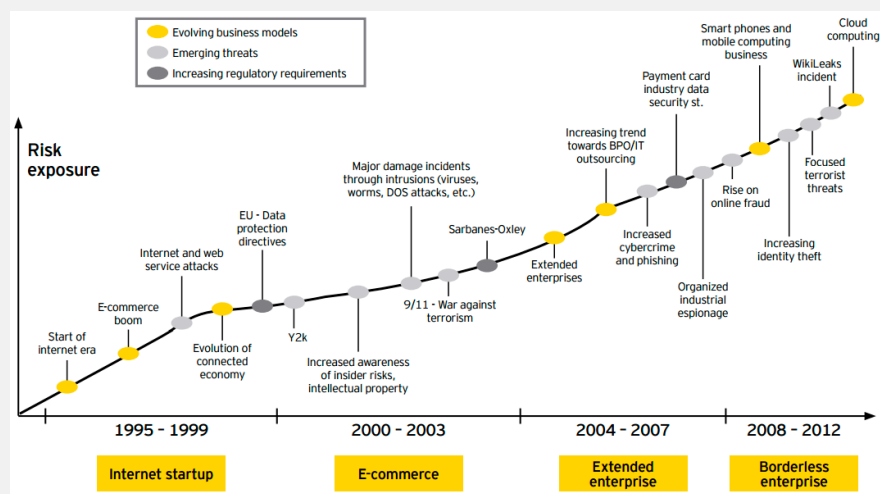 Evolving business models
Emerging threats
Increasing regulatory requirements
Risk
exposure
Start of
internet era
E-commerce
boom
Internet and web
service attacks
Evolution of
connected
economy
EU - Data
protection
directives
Y2k
Increased awareness
of insider risks,
intellectual property
Major damage incidents
through intrusions (viruses,
worms, DOS attacks, etc.)
9/11 - War against
terrorism
Sarbanes-Oxley
Extended
enterprises
Increasing trend
towards BPO/IT
outsourcing
Increased
cybercrime
and phishing
Payment card
industry data
security st.
Organized
industrial
espionage
Rise on
online fraud
Smart phones and
mobile computing
business
Increasing
identity theft
Focused
terrorist
threats
WikiLeaks
incident
Cloud
computing
1995 - 1999
2000 - 2003
2004 - 2007
2008 - 2012
Internet startup
E-commerce
Extended
enterprise
Borderless
enterprise